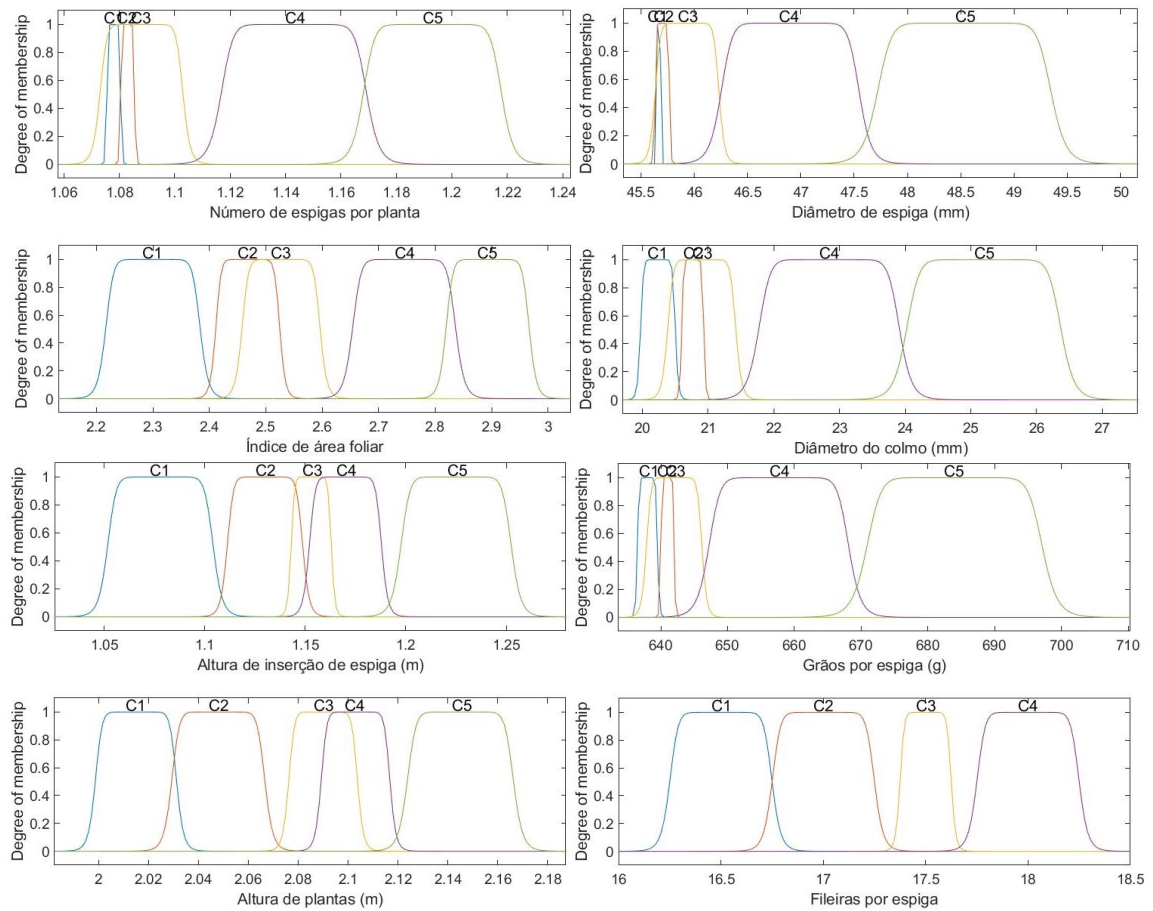 C1 C2 C3 C4 C5
1
0.8
0.6
0.4
0.2
0
Degree of membership
1.06 1.08 1.1 1.12 1.14 1.16 1.18 1.2 1.22 1.24
Número de espigas por planta
C1 C2 C3 C4 C5
1
0.8
0.6
0.4
0.2
0
Degree of membership
45.5 46 46.5 47 47.5 48 48.5 49 49.5 50
Diâmetro de espiga (mm)
C1 C2 C3 C4 C5
1
0.8
0.6
0.4
0.2
0
Degree of membership
2.2 2.3 2.4 2.5 2.6 2.7 2.8 2.9 3
Índice de área foliar
C1 C2 C3 C4 C5
1
0.8
0.6
0.4
0.2
0
Degree of membership
20 21 22 23 24 25 26 27
Diâmetro do colmo (mm)
C1 C2 C3 C4 C5
1
0.8
0.6
0.4
0.2
0
Degree of membership
1.05 1.1 1.15 1.2 1.25
Altura de inserção de espiga (m)
C1 C2 C3 C4 C5
1
0.8
0.6
0.4
0.2
0
Degree of membership
640 650 660 670 680 690 700 710
Grãos por espiga (g)
C1 C2 C3 C4 C5
1
0.8
0.6
0.4
0.2
0
Degree of membership
2 2.02 2.04 2.06 2.08 2.1 2.12 2.14 2.16 2.18
Altura de plantas (m)
C1 C2 C3 C4
1
0.8
0.6
0.4
0.2
0
Degree of membership
16 16.5 17 17.5 18 18.5
Fileiras por espiga